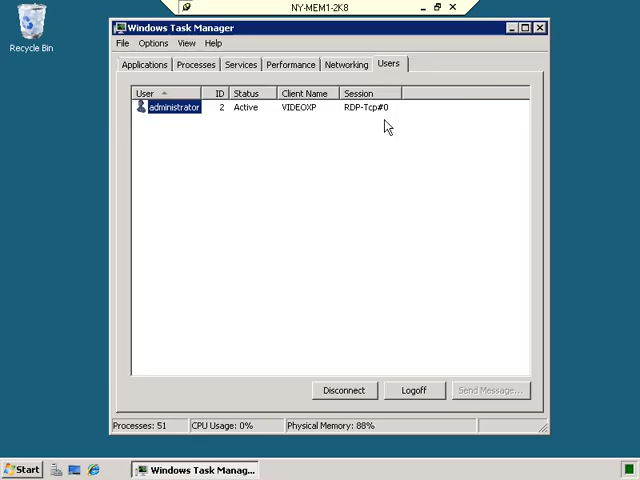 NY-MEM1-2K8
Recycle Bin
Windows Task Manager
File Options View Help
Applications Processes Services Performance Networking Users
User ID Status Client Name Session
administrator 2 Active VIDEOXP RDP-Tcp#0
Disconnect Logoff Send Message...
Processes: 51 CPU Usage: 0% Physical Memory: 88%
Start Windows Task Manag...